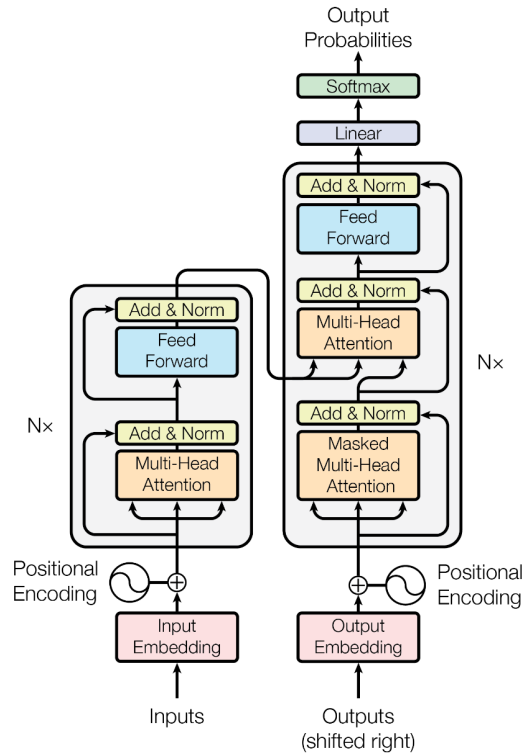 Output
Probabilities
Softmax
Linear
Add & Norm
Feed
Forward
Add & Norm
Multi-Head
Attention
Add & Norm
Masked
Multi-Head
Attention
Nx
Add & Norm
Feed
Forward
Add & Norm
Multi-Head
Attention
Nx
Positional
Encoding
Positional
Encoding
Input
Embedding
Output
Embedding
Inputs
Outputs
(shifted right)